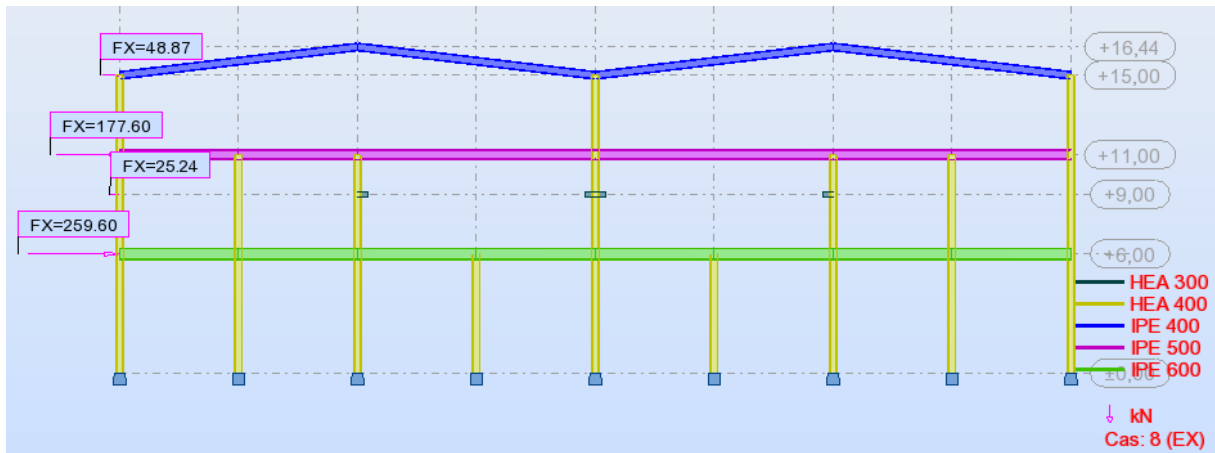 FX=48.87
+16,44
+15,00
FX=177.60
+11,00
FX=25.24
+9,00
FX=259.60
+6,00
HEA 300
HEA 400
IPE 400
IPE 500
IPE 600
±0,00
kN
Cas: 8 (EX)